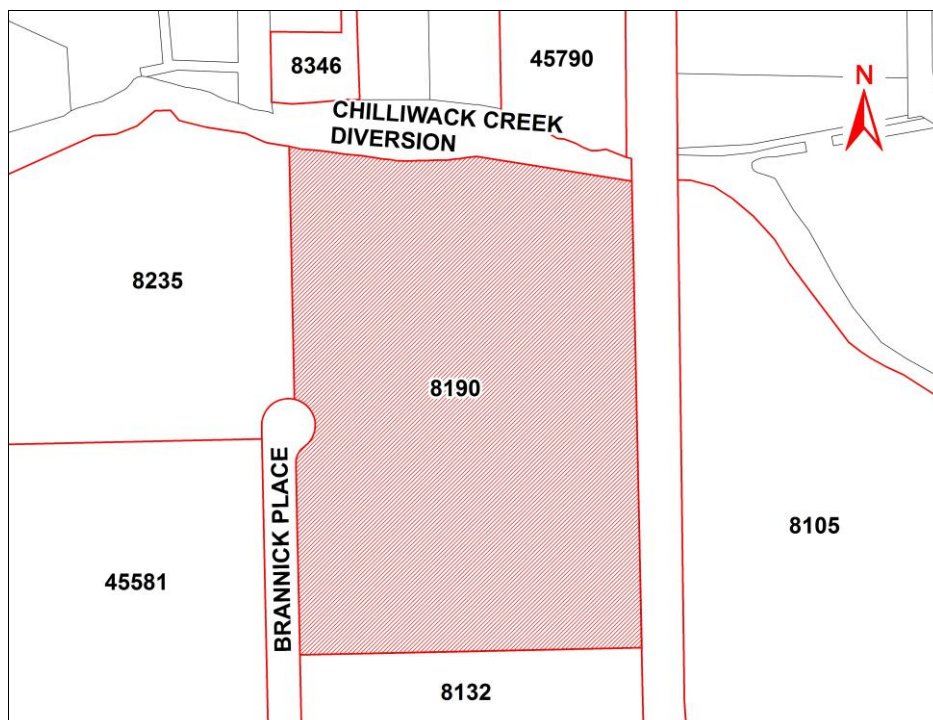 8346
45790
N
CHILLIWACK CREEK
DIVERSION
8235
8190
BRANNICK PLACE
8105
45581
8132